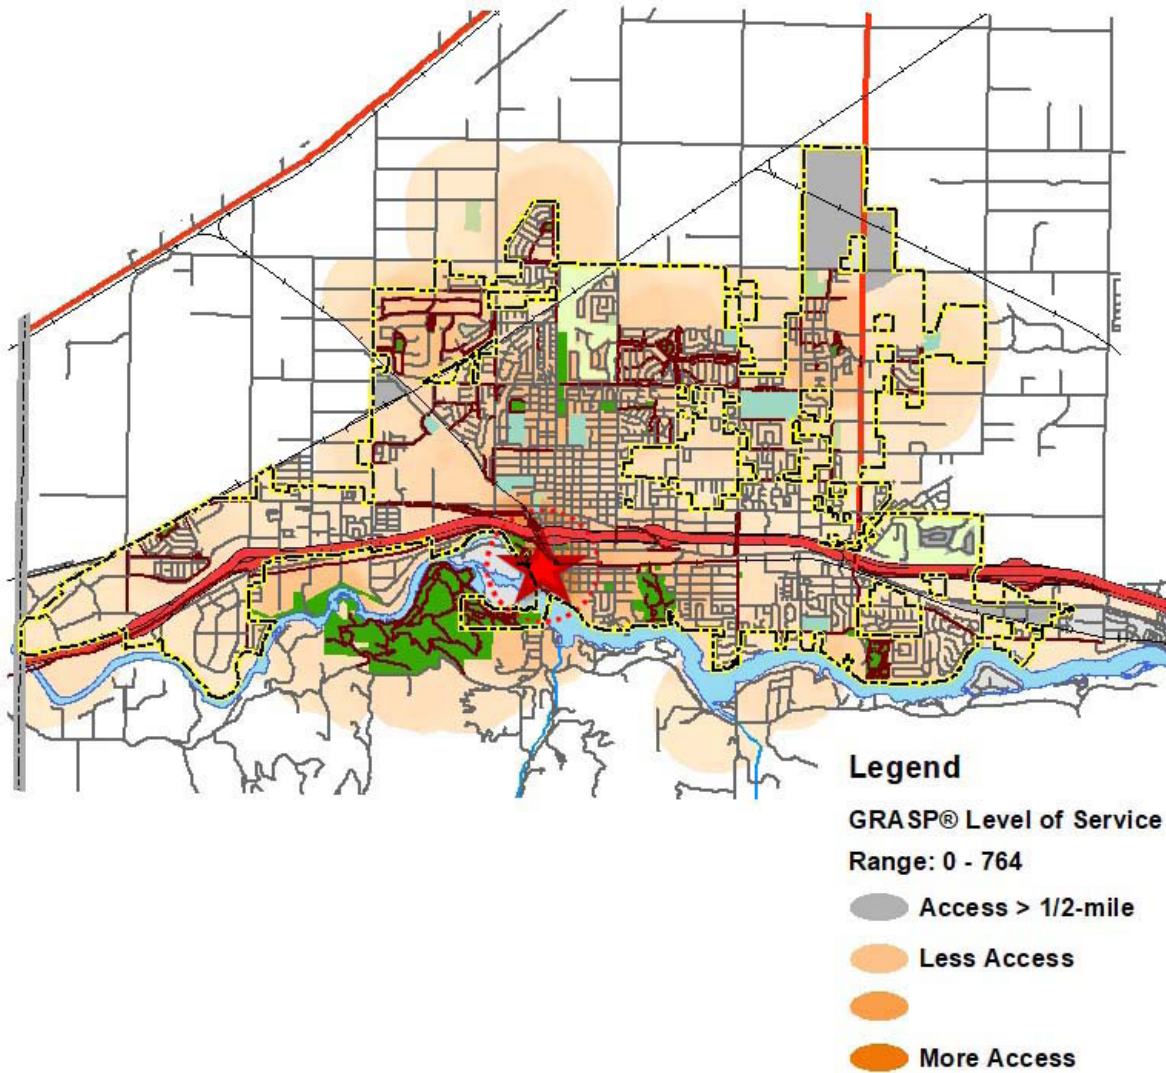 Legend
GRASP® Level of Service
Range: 0 - 764
Access > 1/2-mile
Less Access
More Access